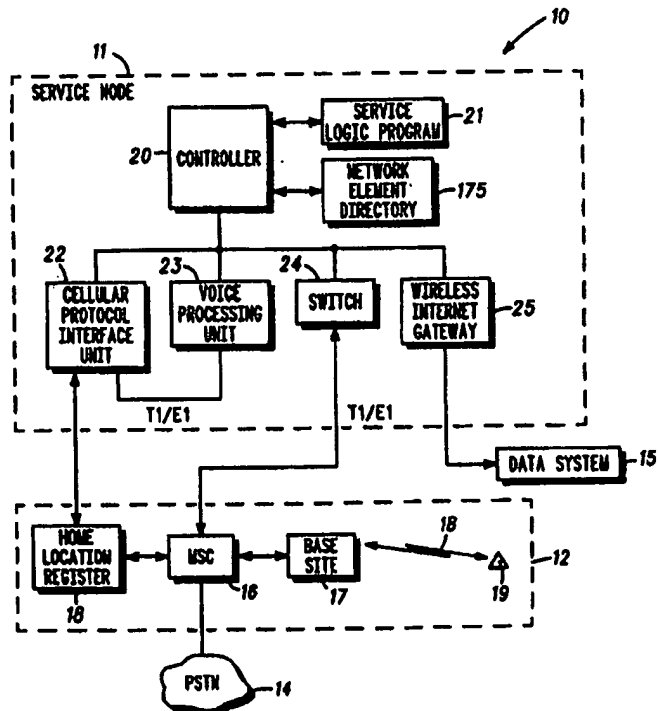 10
11
SERVICE NODE
20
CONTROLLER
SERVICE
LOGIC PROGRAM
21
NETWORK
ELEMENT
DIRECTORY
175
22
CELLULAR
PROTOCOL
INTERFACE
UNIT
23
VOICE
PROCESSING
UNIT
24
SWITCH
WIRELESS
INTERNET
GATEWAY
25
T1/E1
T1/E1
DATA SYSTEM
15
HOME
LOCATION
REGISTER
18
MSC
16
BASE
SITE
17
18
19
12
PSTN
14